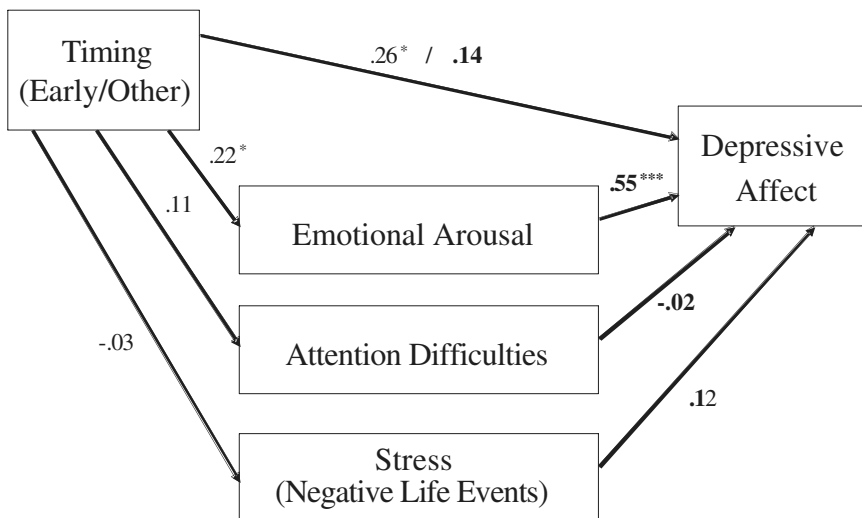 Timing
(Early/Other)
.26* / .14
Depressive
Affect
.22*
.55***
Emotional Arousal
.11
-.02
Attention Difficulties
-.03
.12
Stress
(Negative Life Events)